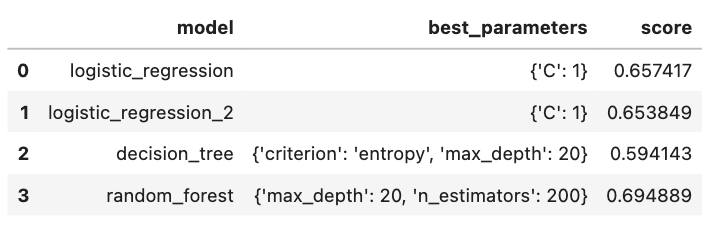 model best_parameters score
0 logistic_regression {'C': 1} 0.657417
1 logistic_regression_2 {'C': 1} 0.653849
2 decision_tree {'criterion': 'entropy', 'max_depth': 20} 0.594143
3 random_forest {'max_depth': 20, 'n_estimators': 200} 0.694889